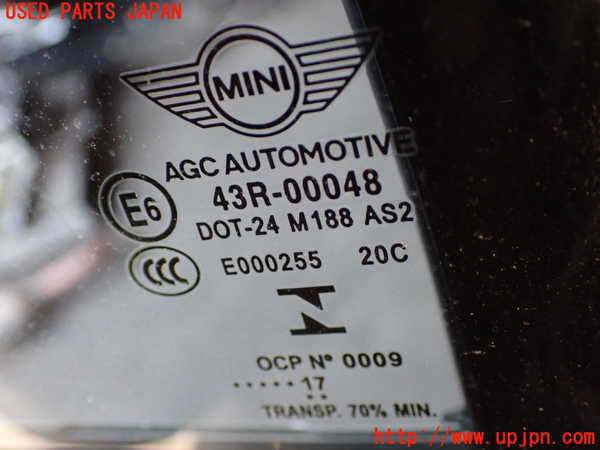 USED PARTS JAPAN
MINI
AGC AUTOMOTIVE
E6
43R-00048
DOT-24 M188 AS2
CCC
E000255 20C
OCP Nº 0009
.....17
..
TRANSP. 70% MIN.
http://www.upjpn.com/